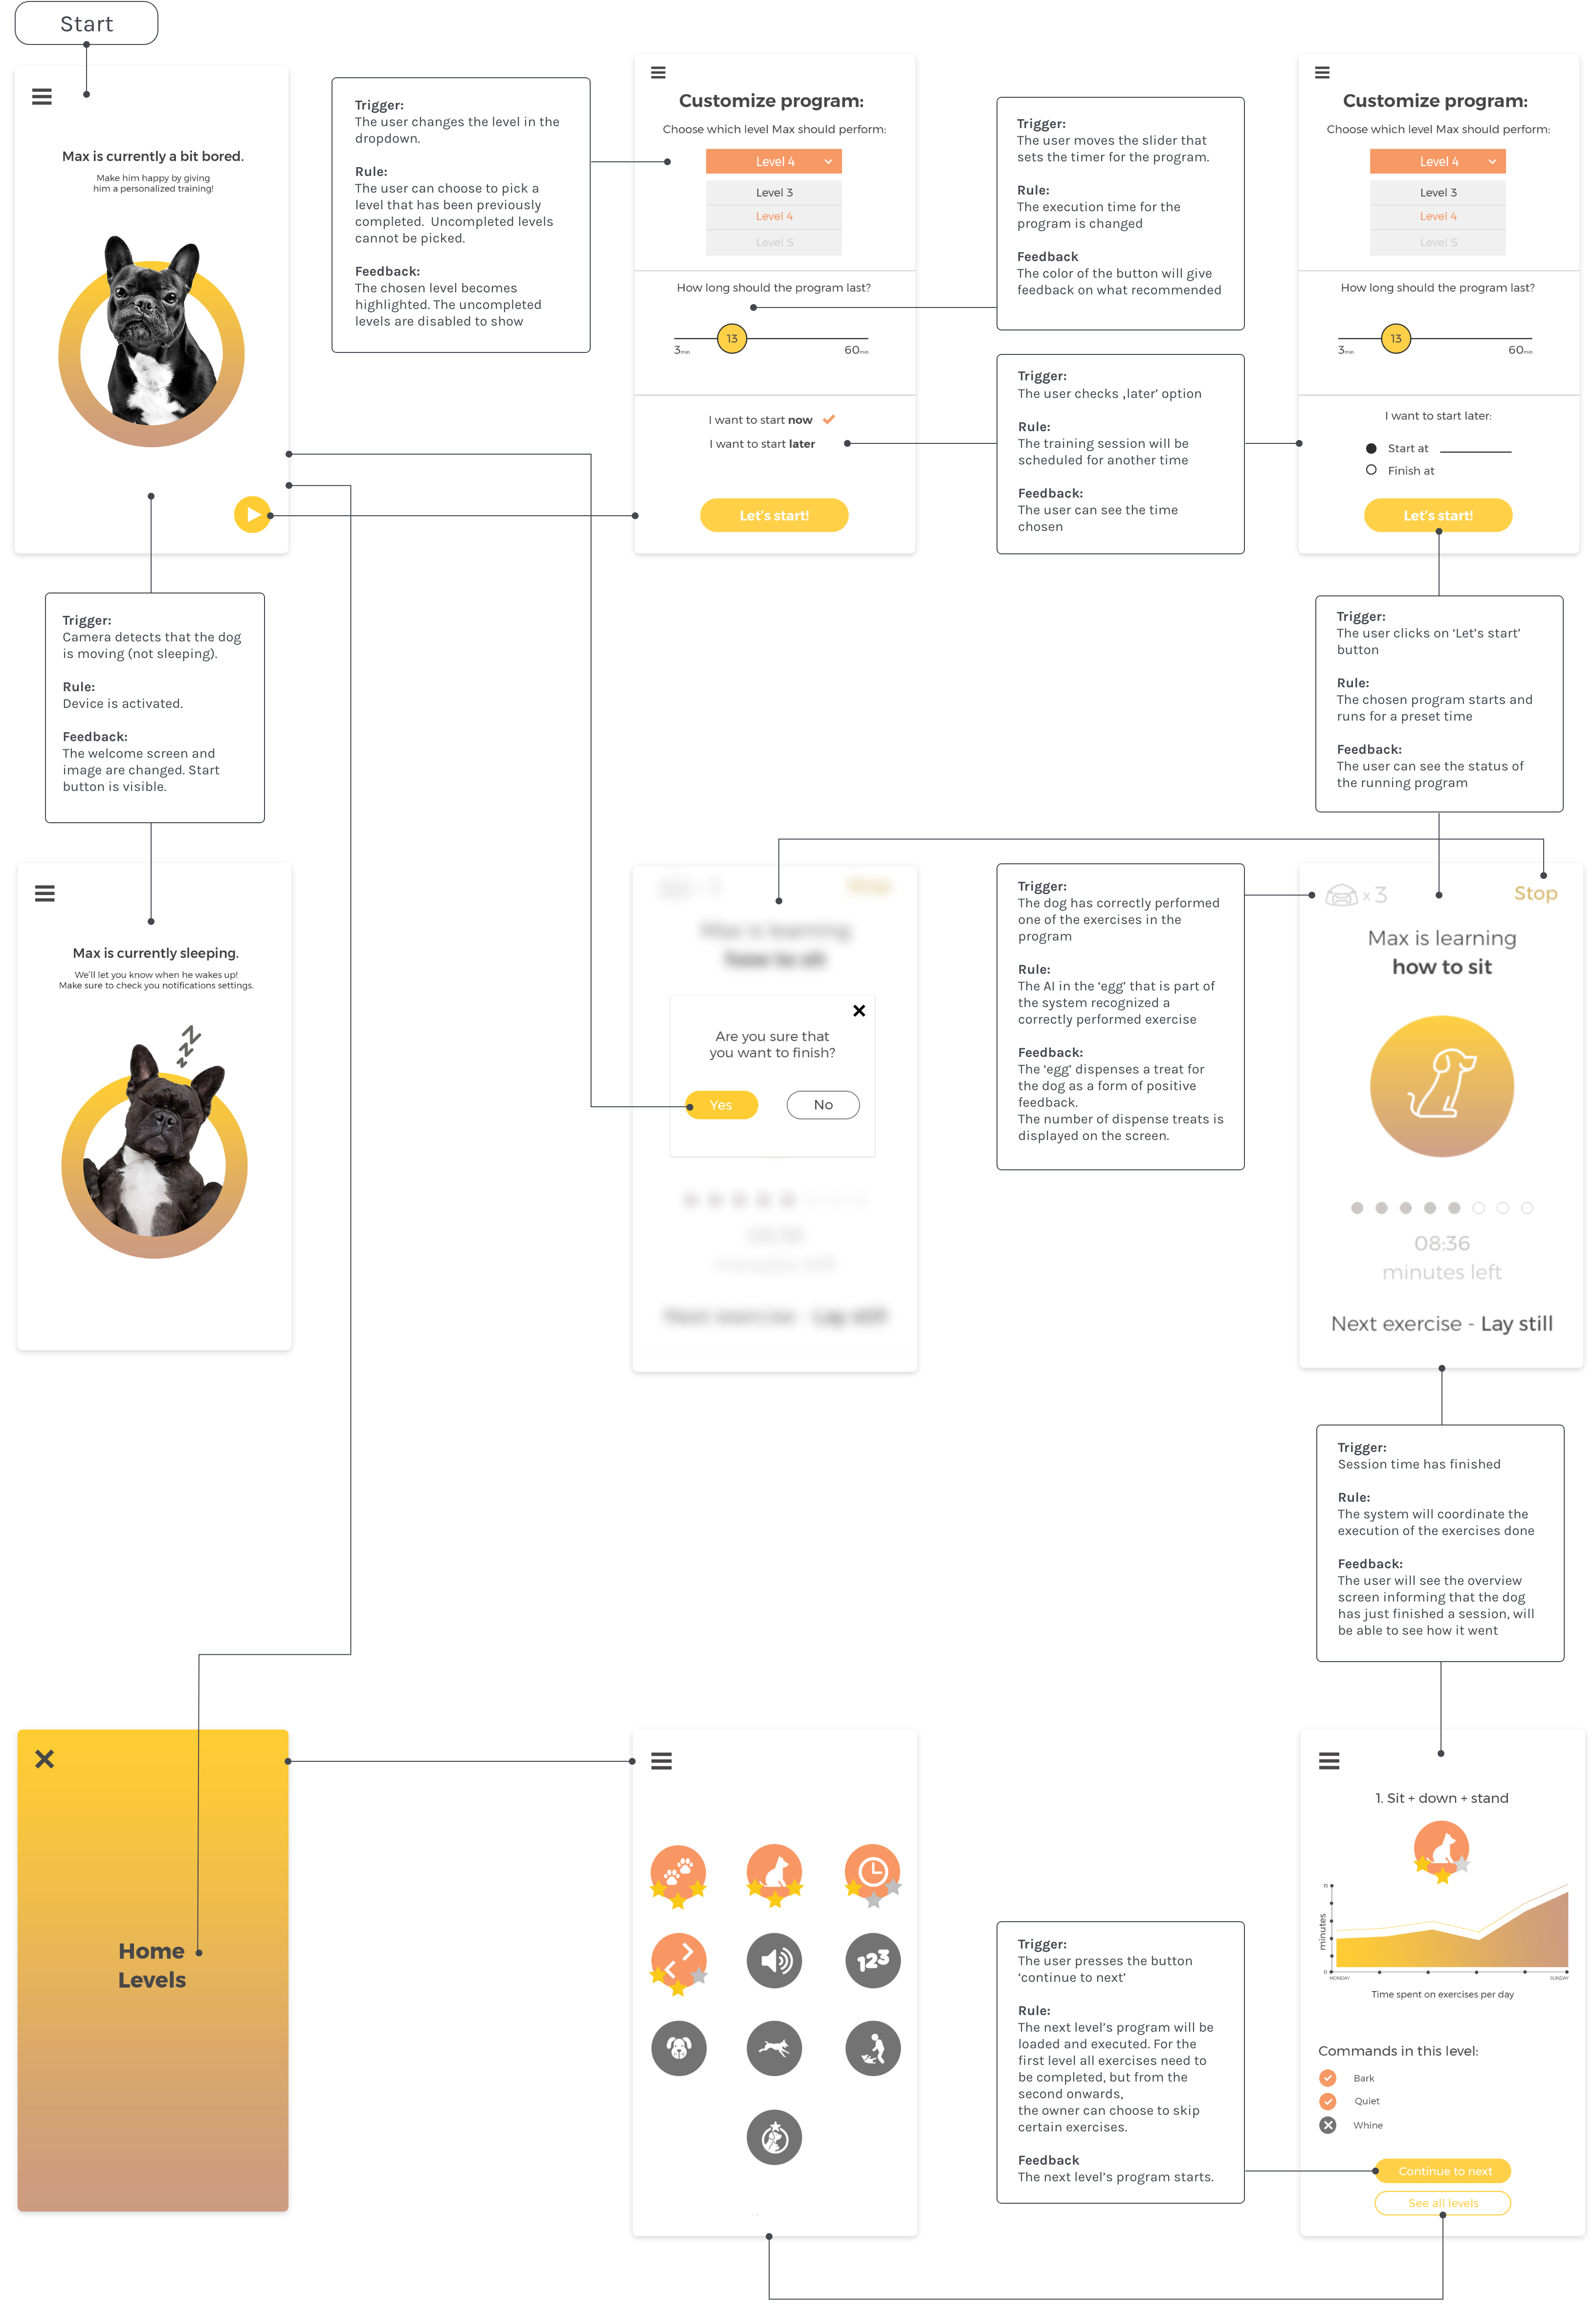 Start
Max is currently a bit bored.
Make him happy by giving
him a personalized training!
Trigger:
The user changes the level in the
dropdown.
Rule:
The user can choose to pick a
level that has been previously
completed.  Uncompleted levels
cannot be picked.
Feedback:
The chosen level becomes
highlighted. The uncompleted
levels are disabled to show
Customize program:
Choose which level Max should perform:
Level 4
Level 3
Level 4
Level 5
How long should the program last?
13
3min
60min
I want to start now
I want to start later
Let's start!
Trigger:
The user moves the slider that
sets the timer for the program.
Rule:
The execution time for the
program is changed
Feedback
The color of the button will give
feedback on what recommended
Trigger:
The user checks ‚later’ option
Rule:
The training session will be
scheduled for another time
Feedback:
The user can see the time
chosen
Customize program:
Choose which level Max should perform:
Level 4
Level 3
Level 4
Level 5
How long should the program last?
13
3min
60min
I want to start later:
Start at
Finish at
Let's start!
Trigger:
Camera detects that the dog
is moving (not sleeping).
Rule:
Device is activated.
Feedback:
The welcome screen and
image are changed. Start
button is visible.
Trigger:
The user clicks on ‘Let’s start’
button
Rule:
The chosen program starts and
runs for a preset time
Feedback:
The user can see the status of
the running program
Max is currently sleeping.
We'll let you know when he wakes up!
Make sure to check you notifications settings.
Stop
Max is learning
how to sit
Are you sure that
you want to finish?
Yes
No
minutes left
Next exercise - Lay still
Trigger:
The dog has correctly performed
one of the exercises in the
program
Rule:
The AI in the ‘egg’ that is part of
the system recognized a
correctly performed exercise
Feedback:
The ‘egg’ dispenses a treat for
the dog as a form of positive
feedback.
The number of dispense treats is
displayed on the screen.
x 3
Stop
Max is learning
how to sit
08:36
minutes left
Next exercise - Lay still
Trigger:
Session time has finished
Rule:
The system will coordinate the
execution of the exercises done
Feedback:
The user will see the overview
screen informing that the dog
has just finished a session, will
be able to see how it went
Home
Levels
123
Trigger:
The user presses the button
‘continue to next’
Rule:
The next level’s program will be
loaded and executed. For the
first level all exercises need to
be completed, but from the
second onwards,
the owner can choose to skip
certain exercises.
Feedback
The next level’s program starts.
1. Sit + down + stand
15
minutes
0
MONDAY
SUNDAY
Time spent on exercises per day
Commands in this level:
Bark
Quiet
Whine
Continue to next
See all levels